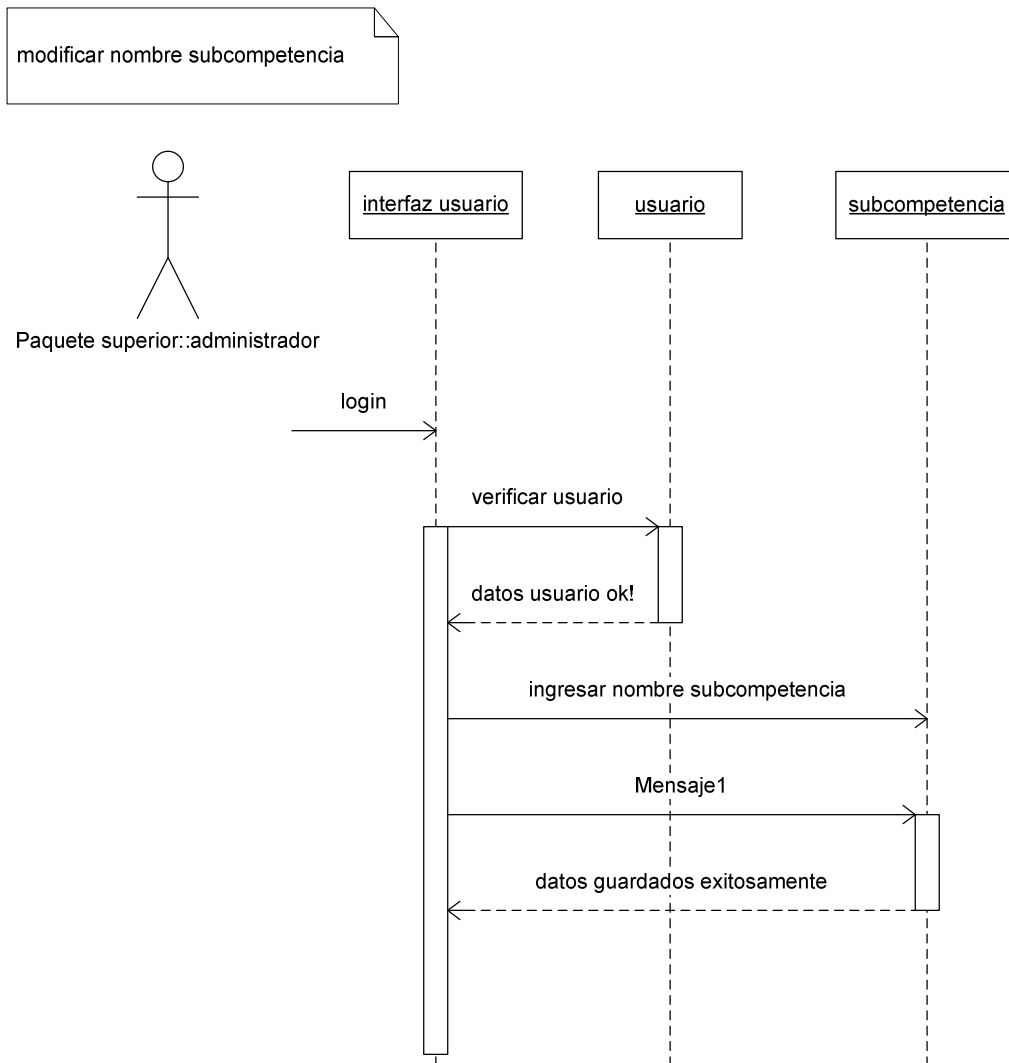 modificar nombre subcompetencia
interfaz usuario
usuario
subcompetencia
Paquete superior::administrador
login
verificar usuario
datos usuario ok!
ingresar nombre subcompetencia
Mensaje1
datos guardados exitosamente